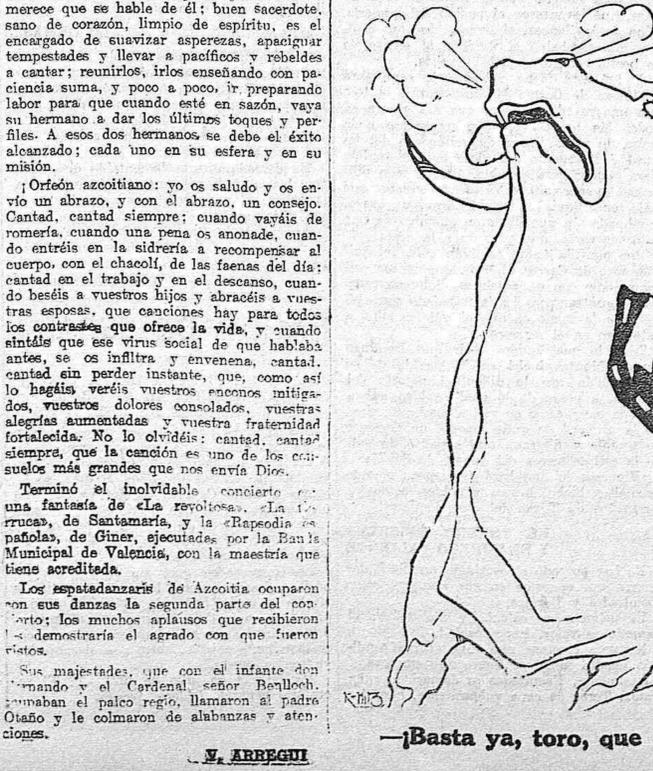 merece que se hable de él; buen sacerdote,
sano de corazón, limpio de espíritu, es el
encargado de suavizar asperezas, apaciguar
tempestades y llevar a pacíficos y rebeldes
a cantar; reunirlos, irlos enseñando con pa-
ciencia suma, y poco a poco, ir preparando
labor para que cuando esté en sazón, vaya
su hermano a dar los últimos toques y per-
files. A esos dos hermanos se debe el éxito
alcanzado; cada uno en su esfera y en su
misión.
¡Orfeón azcoitiano: yo os saludo y os en-
vío un abrazo, y con el abrazo, un consejo.
Cantad, cantad siempre; cuando vayáis de
romería, cuando una pena os anonade, cuan-
do entréis en la sidrería a recompensar al
cuerpo, con el chacolí, de las faenas del día;
cantad en el trabajo y en el descanso, cuan-
do beséis a vuestros hijos y abracéis a vues-
tras esposas, que canciones hay para todos
los contrastes que ofrece la vida, y cuando
sintáis que ese virus social de que hablaba
antes, se os infiltra y envenena, cantad,
cantad sin perder instante, que, como así
lo hagáis, veréis vuestros enconos mitiga-
dos, vuestros dolores consolados, vuestras
alegrías aumentadas y vuestra fraternidad
fortalecida. No lo olvidéis: cantad, cantad
siempre, que la canción es uno de los con-
suelos más grandes que nos envía Dios.
Terminó el inolvidable concierto
una fantasía de «La revoltosa», «La
rruca», de Santamaría, y la «Rapsodia es
pañola», de Giner, ejecutadas por la Banda
Municipal de Valencia, con la maestría que
tiene acreditada.
Los espatadanzaris de Azcoitia ocuparon
con sus danzas la segunda parte del con-
cierto; los muchos aplausos que recibieron
demostraría el agrado con que fueron
vistos.
Sus majestades, que con el infante don
Fernando y el Cardenal señor Benlloch,
ocupaban el palco regio, llamaron al padre
Otaño y le colmaron de alabanzas y aten-
ciones.
V. ARREGUI
—¡Basta ya, toro, que